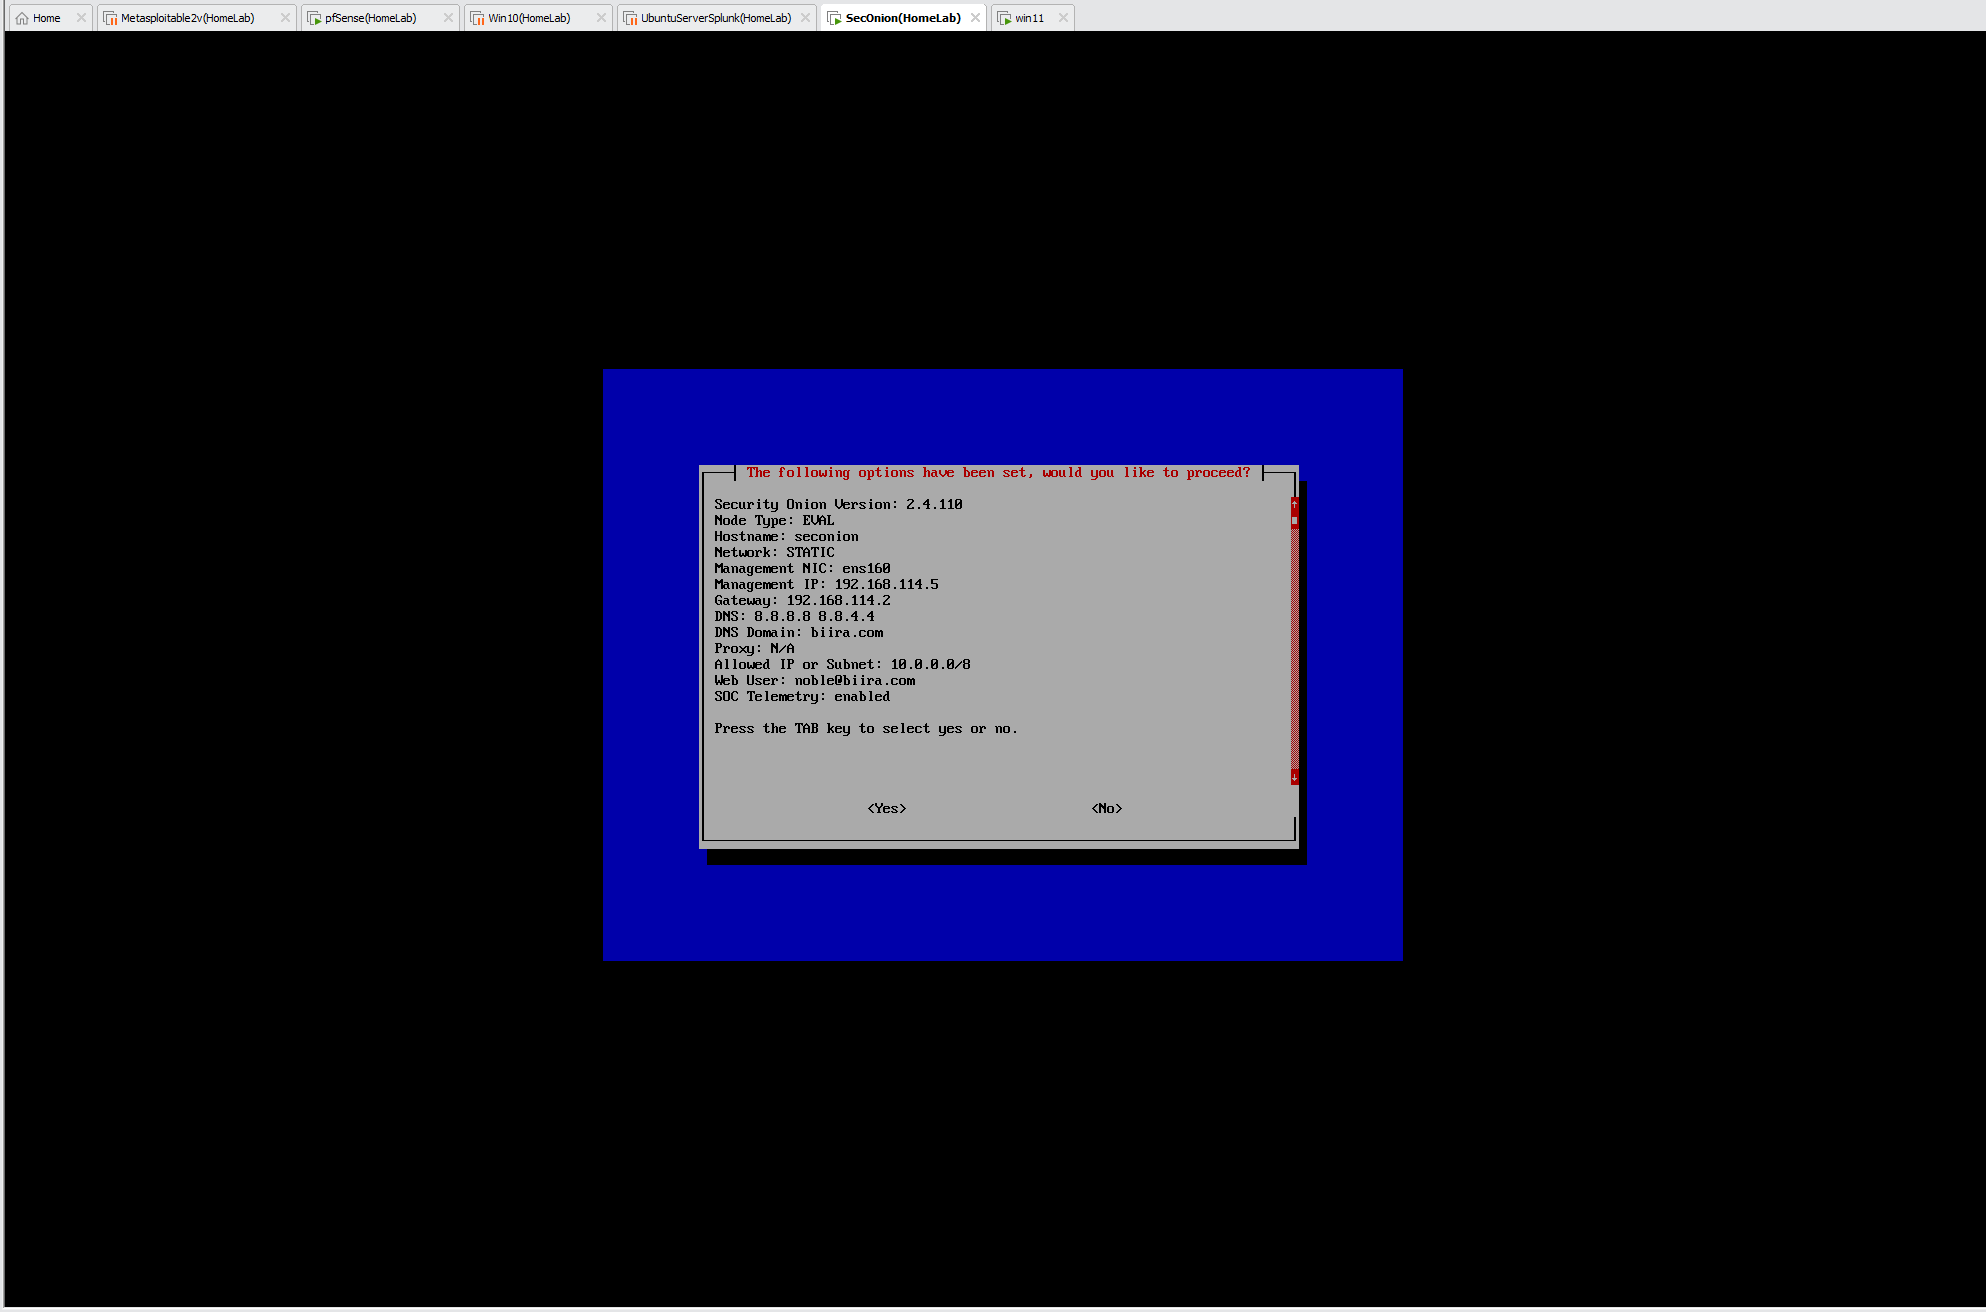 Home
Metasploitable2v(HomeLab)
pfSense(HomeLab)
Win10(HomeLab)
UbuntuServerSplunk(HomeLab)
SecOnion(HomeLab)
win11
The following options have been set, would you like to proceed?
Security Onion Version: 2.4.110
Node Type: EVAL
Hostname: seconion
Network: STATIC
Management NIC: ens160
Management IP: 192.168.114.5
Gateway: 192.168.114.2
DNS: 8.8.8.8 8.8.4.4
DNS Domain: biira.com
Proxy: N/A
Allowed IP or Subnet: 10.0.0.0/8
Web User: noble@biira.com
SOC Telemetry: enabled
Press the TAB key to select yes or no.
<Yes> <No>